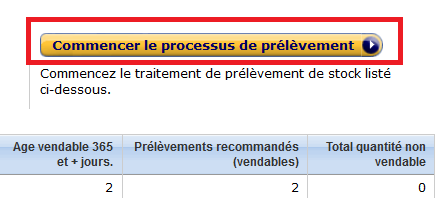 Commencer le processus de prélèvement
Commencez le traitement de prélèvement de stock listé
ci-dessous.
Age vendable 365 et + jours.
Prélèvements recommandés (vendables)
Total quantité non vendable
2
2
0